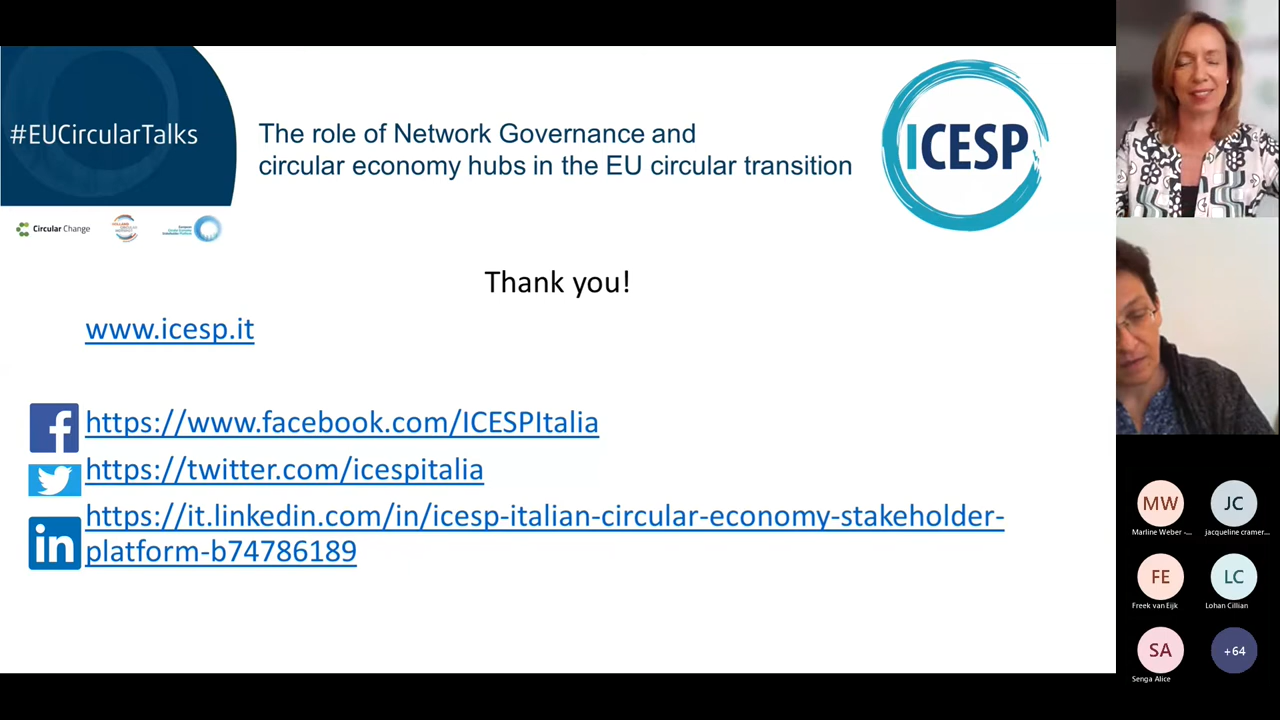 #EUCircularTalks
The role of Network Governance and
circular economy hubs in the EU circular transition
ICESP
Circular Change
Thank you!
www.icesp.it
https://www.facebook.com/ICESPItalia
https://twitter.com/icespitalia
https://it.linkedin.com/in/icesp-italian-circular-economy-stakeholder-
platform-b74786189
MW
JC
Marline Weber -...
jacqueline cramer...
FE
LC
Freek van Eijk
Lohan Cillian
SA
+64
Senga Alice